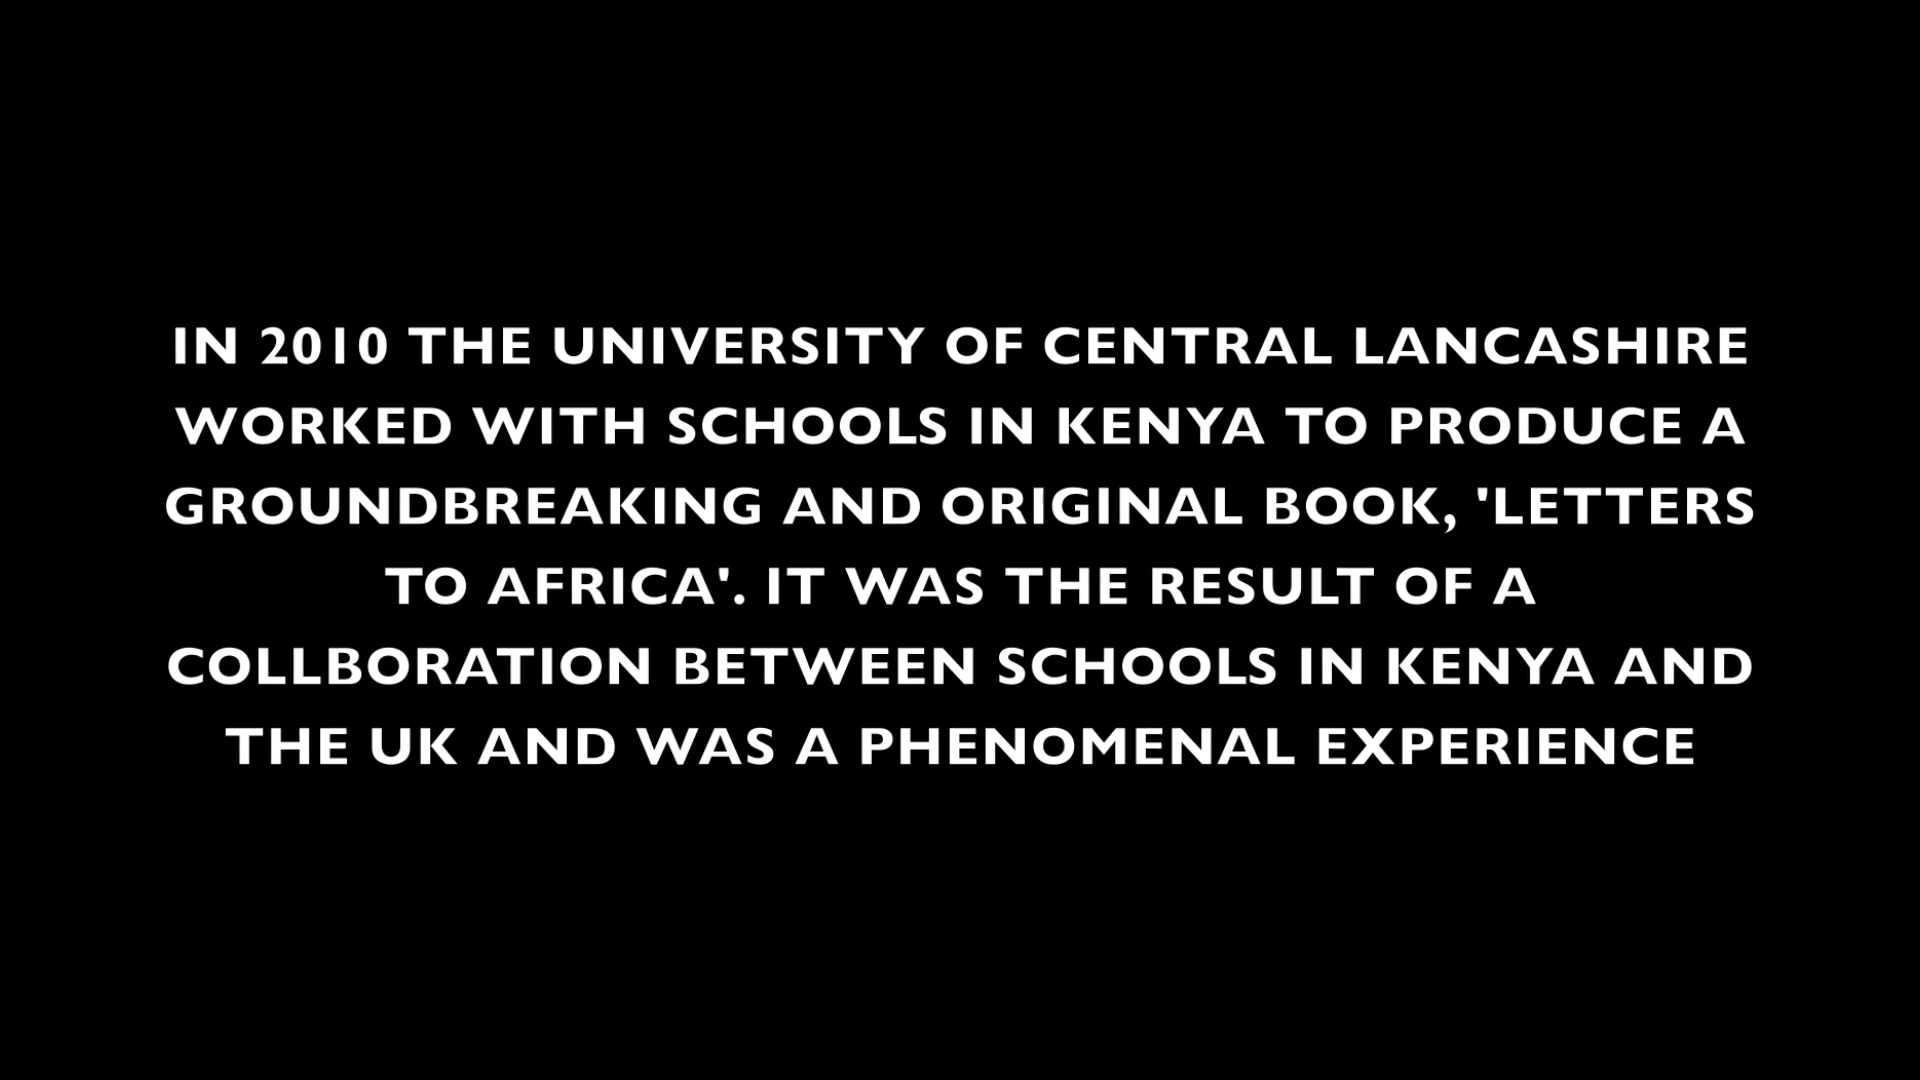 IN 2010 THE UNIVERSITY OF CENTRAL LANCASHIRE
WORKED WITH SCHOOLS IN KENYA TO PRODUCE A
GROUNDBREAKING AND ORIGINAL BOOK, 'LETTERS
TO AFRICA'. IT WAS THE RESULT OF A
COLLBORATION BETWEEN SCHOOLS IN KENYA AND
THE UK AND WAS A PHENOMENAL EXPERIENCE